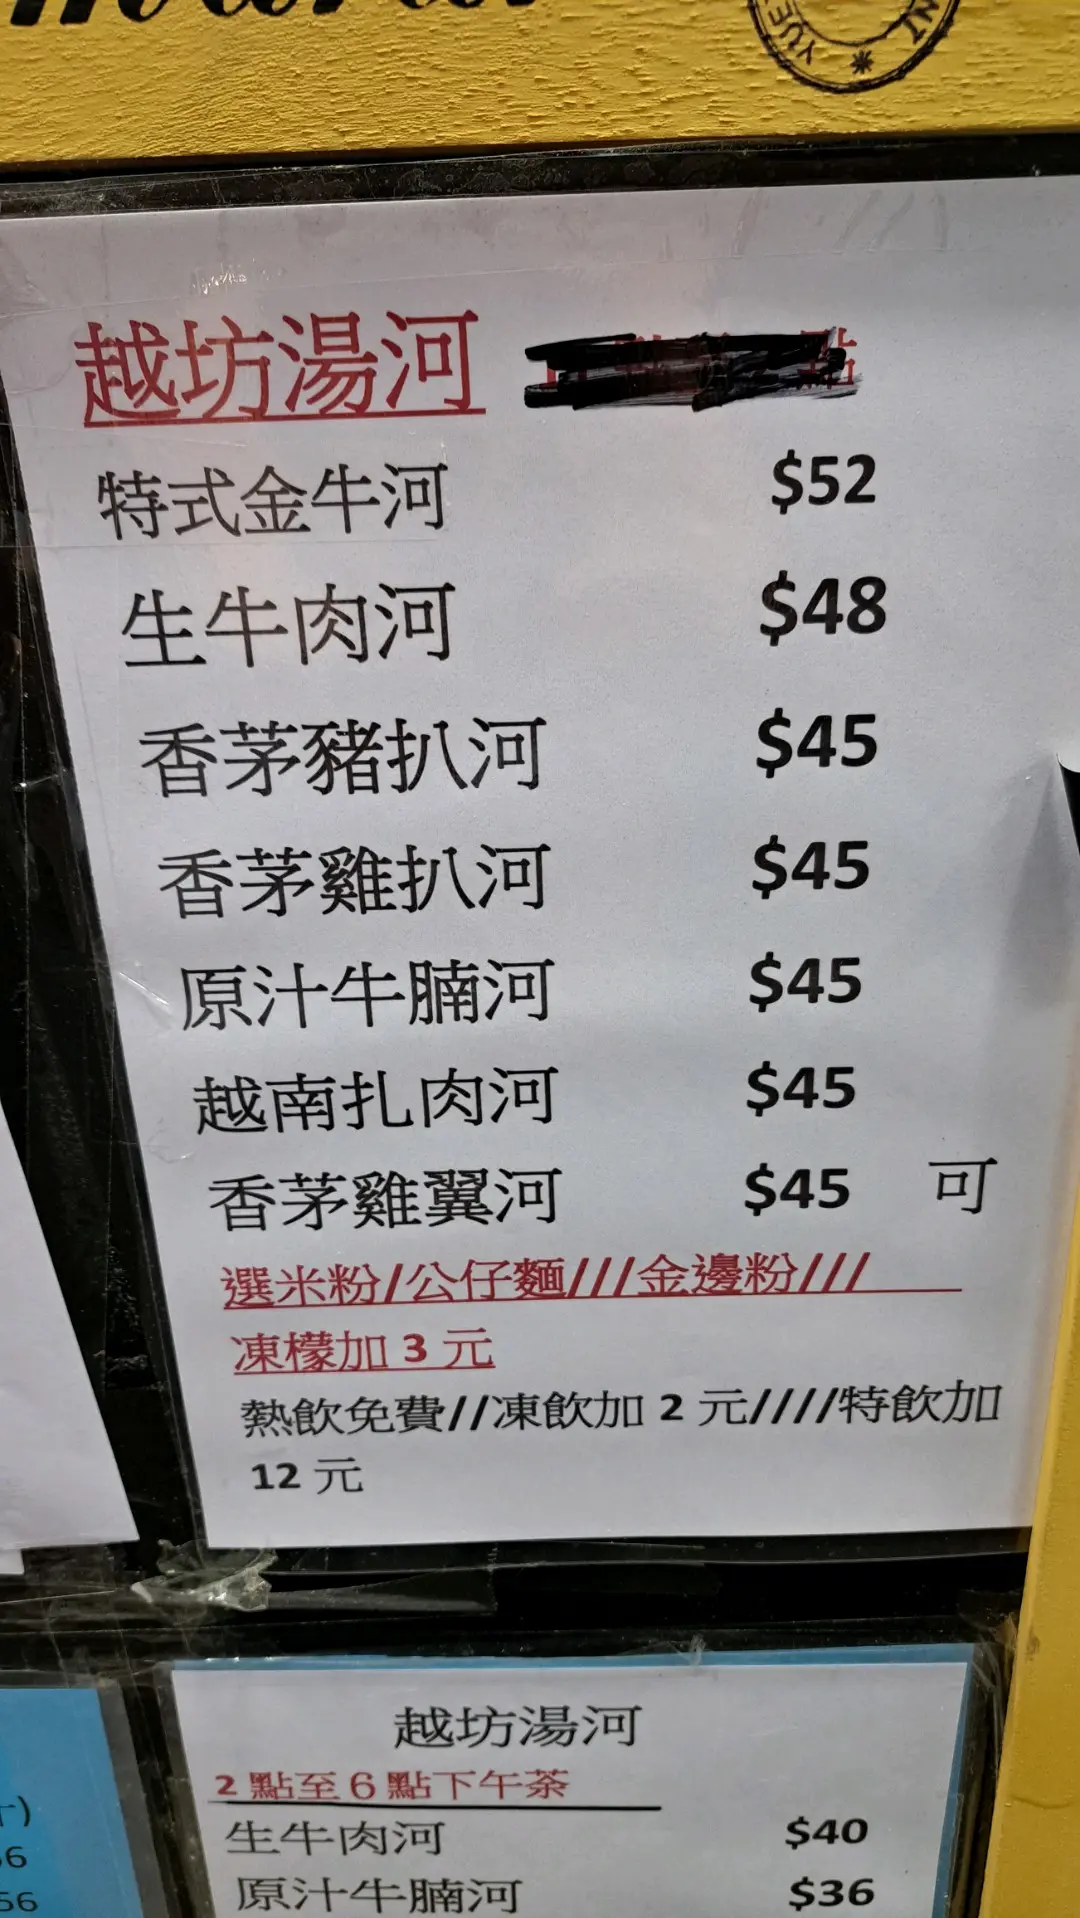 越坊湯河
特式金牛河 $52
生牛肉河 $48
香茅豬扒河 $45
香茅雞扒河 $45
原汁牛腩河 $45
越南扎肉河 $45
香茅雞翼河 $45 可
選米粉/公仔麵///金邊粉///
凍檬加 3 元
熱飲免費//凍飲加 2 元////特飲加
12 元
越坊湯河
2 點至 6 點下午茶
生牛肉河 $40
原汁牛腩河 $36